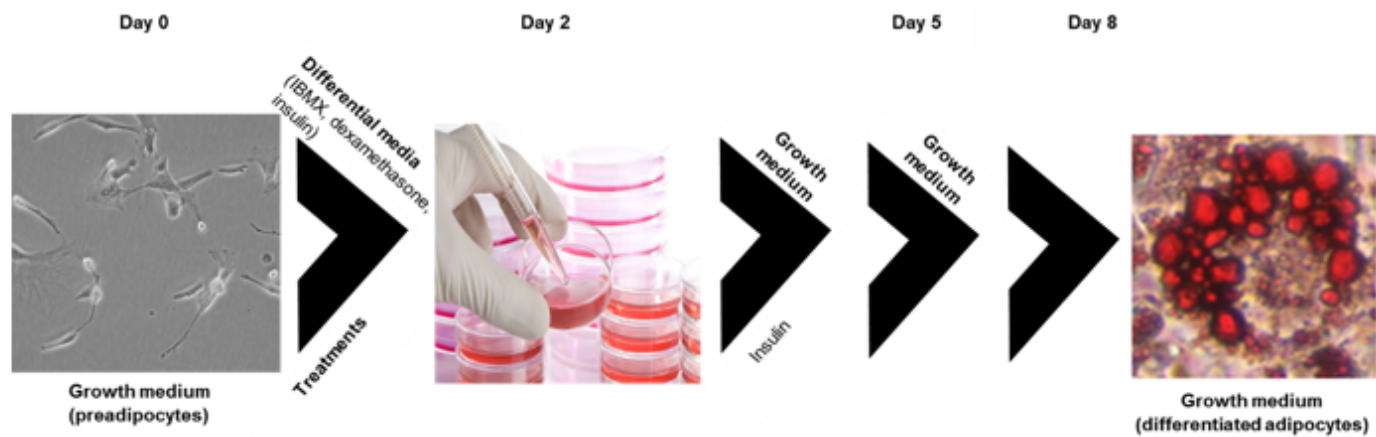 Day 0
Day 2
Day 5
Day 8
Differential media
(IBMX, dexamethasone,
insulin)
Treatments
Growth
medium
Insulin
Growth
medium
Growth medium
(preadipocytes)
Growth medium
(differentiated adipocytes)